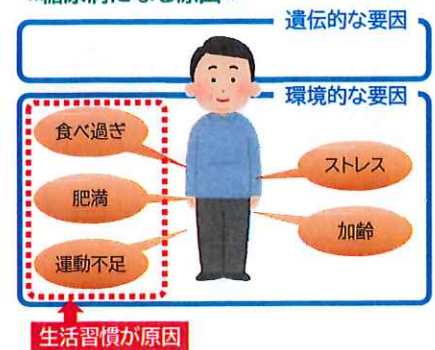 遺伝的な要因
環境的な要因
食べ過ぎ
ストレス
肥満
加齢
運動不足
生活習慣が原因